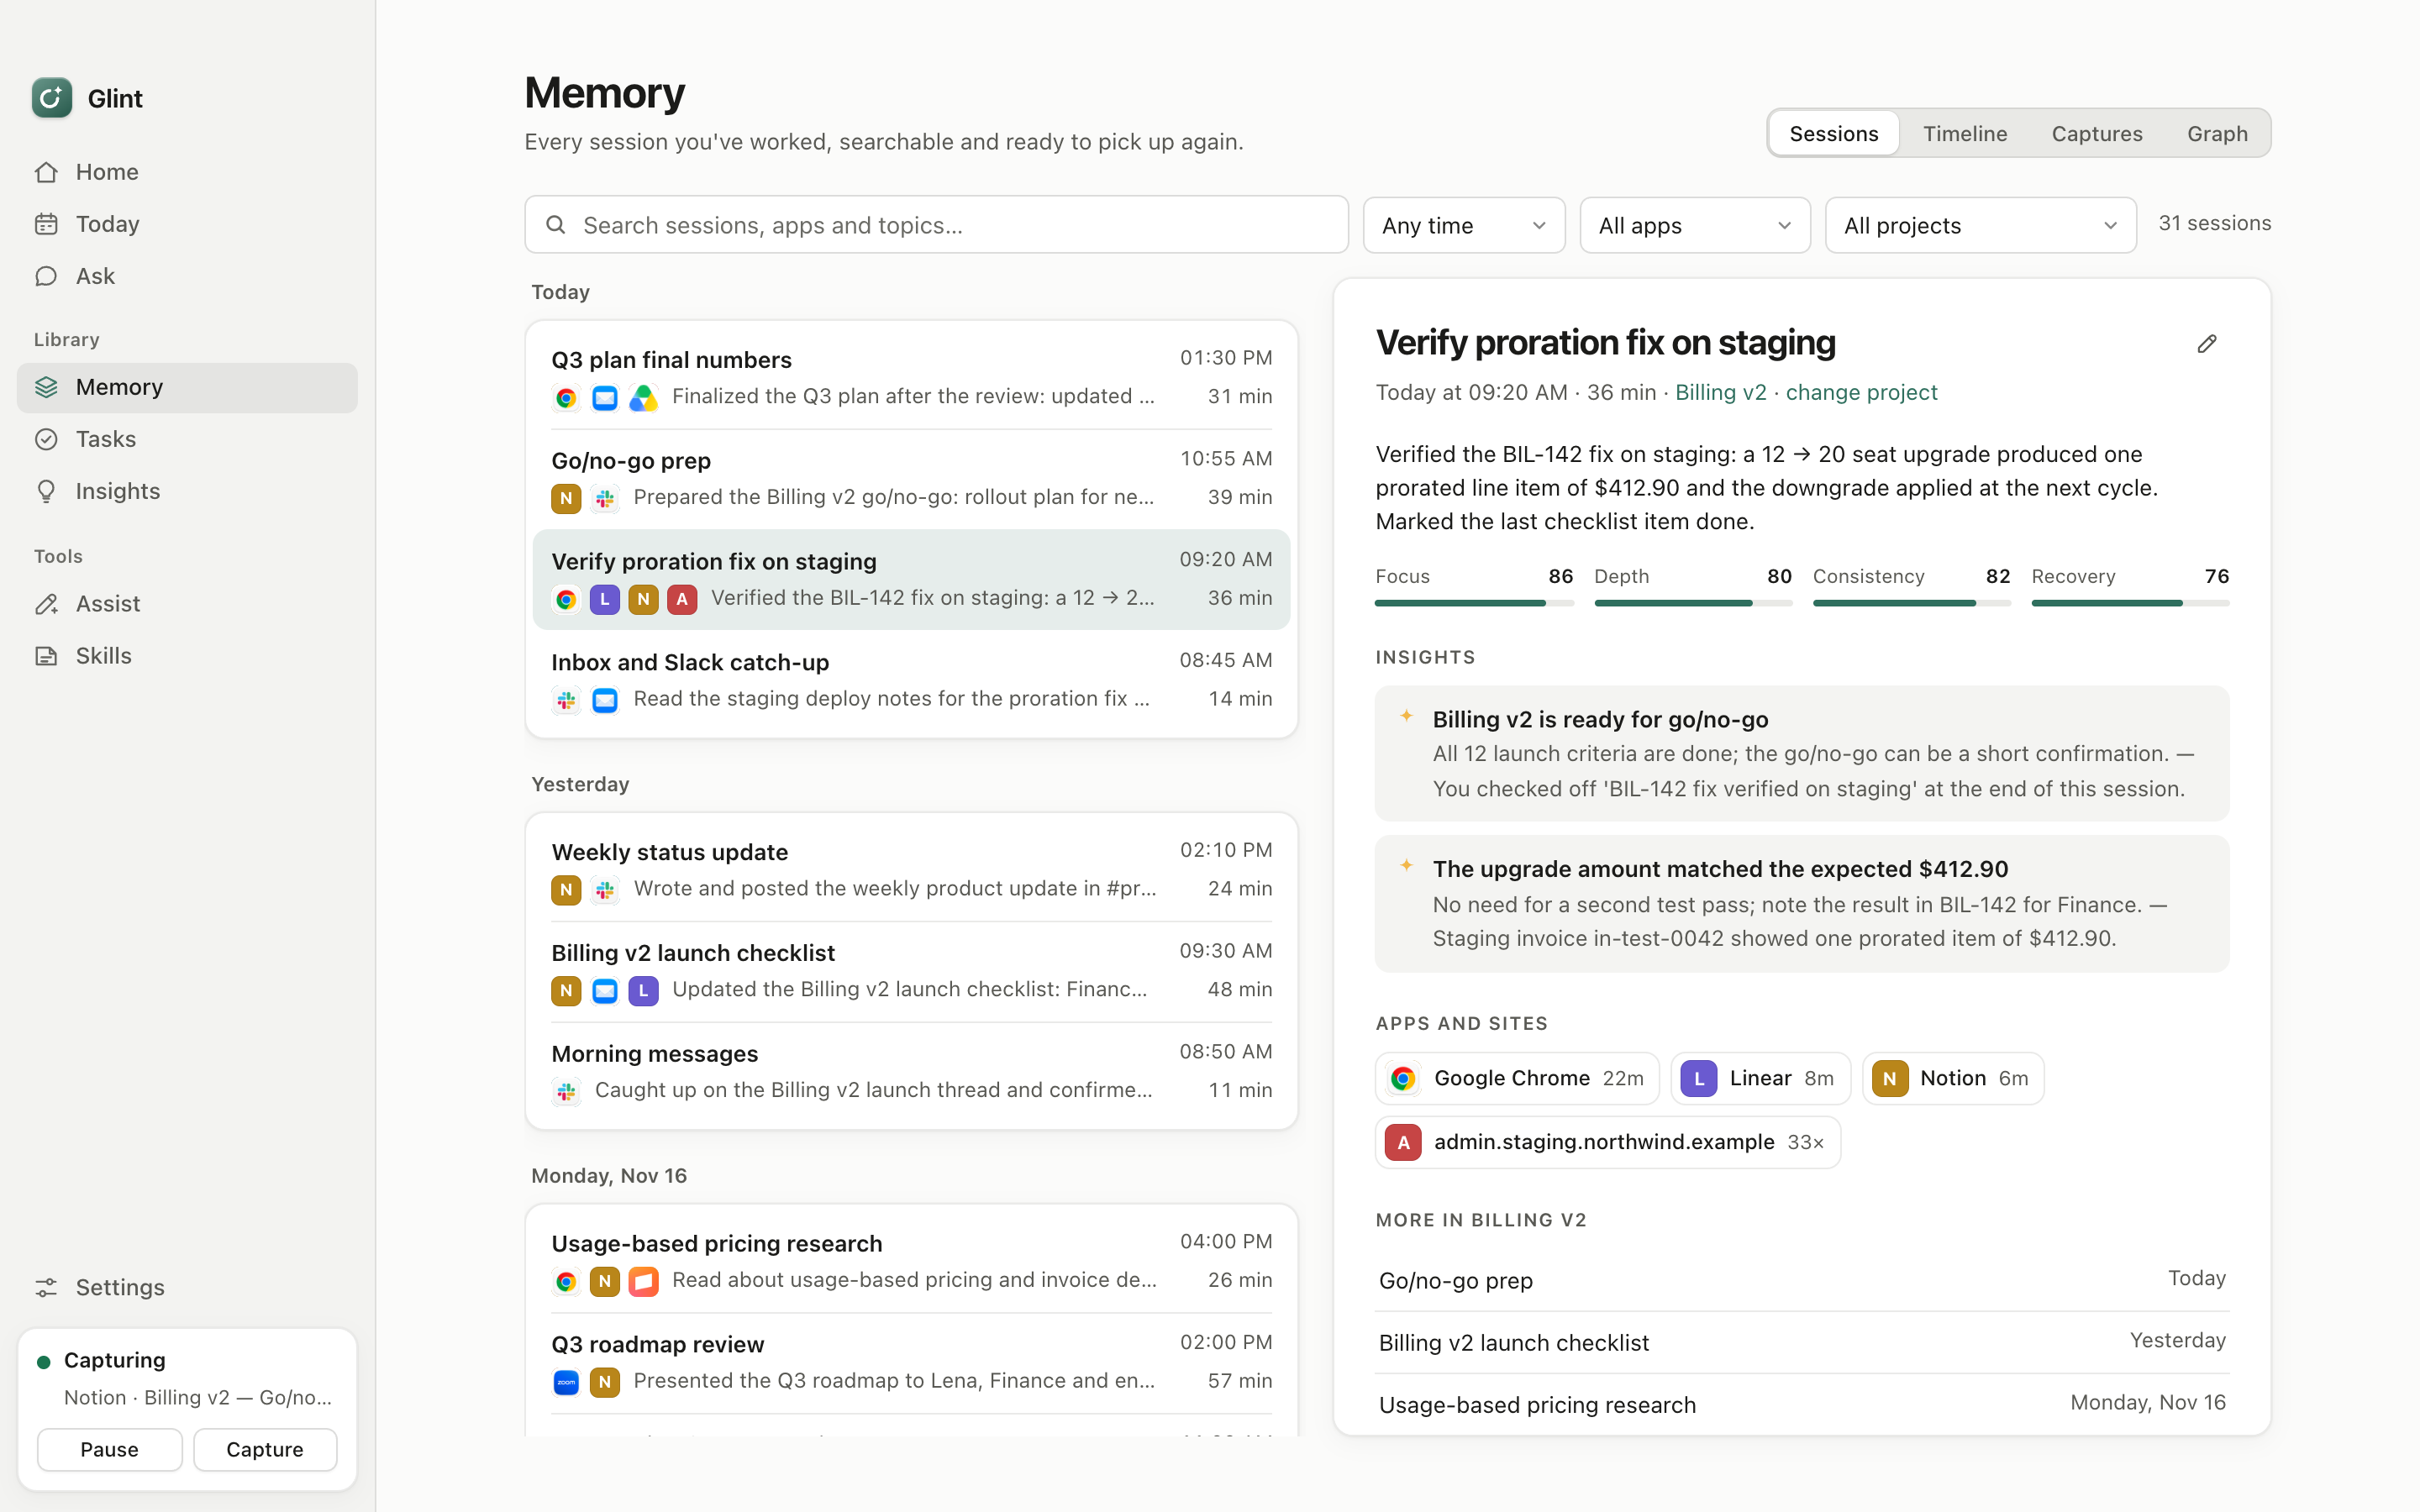 Glint
Home
Today
Ask
Library
Memory
Tasks
Insights
Tools
Assist
Skills
Settings
Capturing
Notion · Billing v2 — Go/no...
Pause
Capture
Memory
Every session you've worked, searchable and ready to pick up again.
Sessions
Timeline
Captures
Graph
Search sessions, apps and topics...
Any time
All apps
All projects
31 sessions
Today
Q3 plan final numbers
01:30 PM
Finalized the Q3 plan after the review: updated ...
31 min
Go/no-go prep
10:55 AM
N
Prepared the Billing v2 go/no-go: rollout plan for ne...
39 min
Verify proration fix on staging
09:20 AM
L
N
A
Verified the BIL-142 fix on staging: a 12 → 2...
36 min
Inbox and Slack catch-up
08:45 AM
Read the staging deploy notes for the proration fix ...
14 min
Yesterday
Weekly status update
02:10 PM
N
Wrote and posted the weekly product update in #pr...
24 min
Billing v2 launch checklist
09:30 AM
N
L
Updated the Billing v2 launch checklist: Financ...
48 min
Morning messages
08:50 AM
Caught up on the Billing v2 launch thread and confirme...
11 min
Monday, Nov 16
Usage-based pricing research
04:00 PM
N
Read about usage-based pricing and invoice de...
26 min
Q3 roadmap review
02:00 PM
zoom
N
Presented the Q3 roadmap to Lena, Finance and en...
57 min
Verify proration fix on staging
Today at 09:20 AM · 36 min · Billing v2 · change project
Verified the BIL-142 fix on staging: a 12 → 20 seat upgrade produced one
prorated line item of $412.90 and the downgrade applied at the next cycle.
Marked the last checklist item done.
Focus 86
Depth 80
Consistency 82
Recovery 76
INSIGHTS
Billing v2 is ready for go/no-go
All 12 launch criteria are done; the go/no-go can be a short confirmation. —
You checked off 'BIL-142 fix verified on staging' at the end of this session.
The upgrade amount matched the expected $412.90
No need for a second test pass; note the result in BIL-142 for Finance. —
Staging invoice in-test-0042 showed one prorated item of $412.90.
APPS AND SITES
Google Chrome 22m
L Linear 8m
N Notion 6m
A admin.staging.northwind.example 33×
MORE IN BILLING V2
Go/no-go prep
Today
Billing v2 launch checklist
Yesterday
Usage-based pricing research
Monday, Nov 16